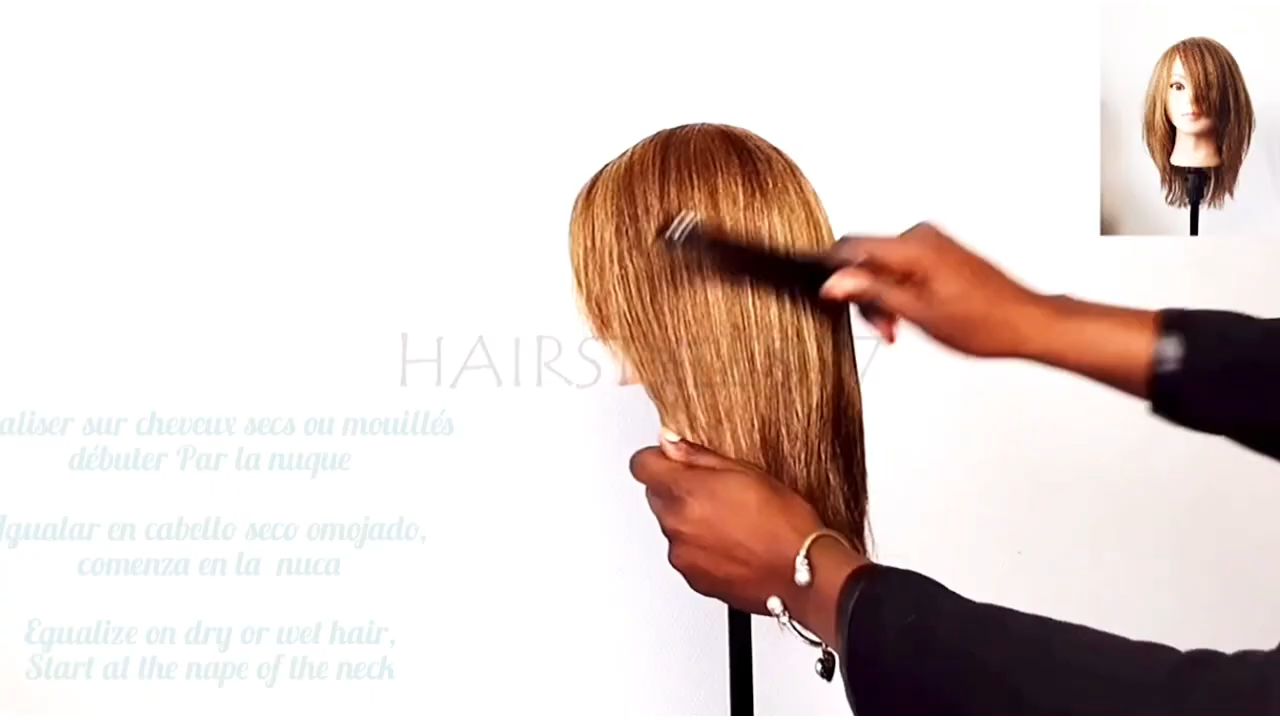 HAIRS
aliser sur cheveux secs ou mouillés
débuter Par la nuque
Igualar en cabello seco omojado,
comenza en la nuca
Equalize on dry or wet hair,
Start at the nape of the neck